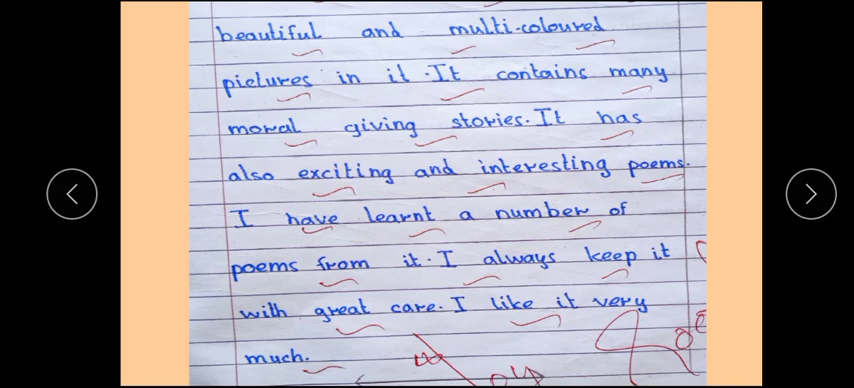 beautiful and multi-coloured
pictures in it. It contains many
moral giving stories. It has
also exciting and interesting poems.
I have learnt a number of
poems from it. I always keep it
with great care. I like it very
much.